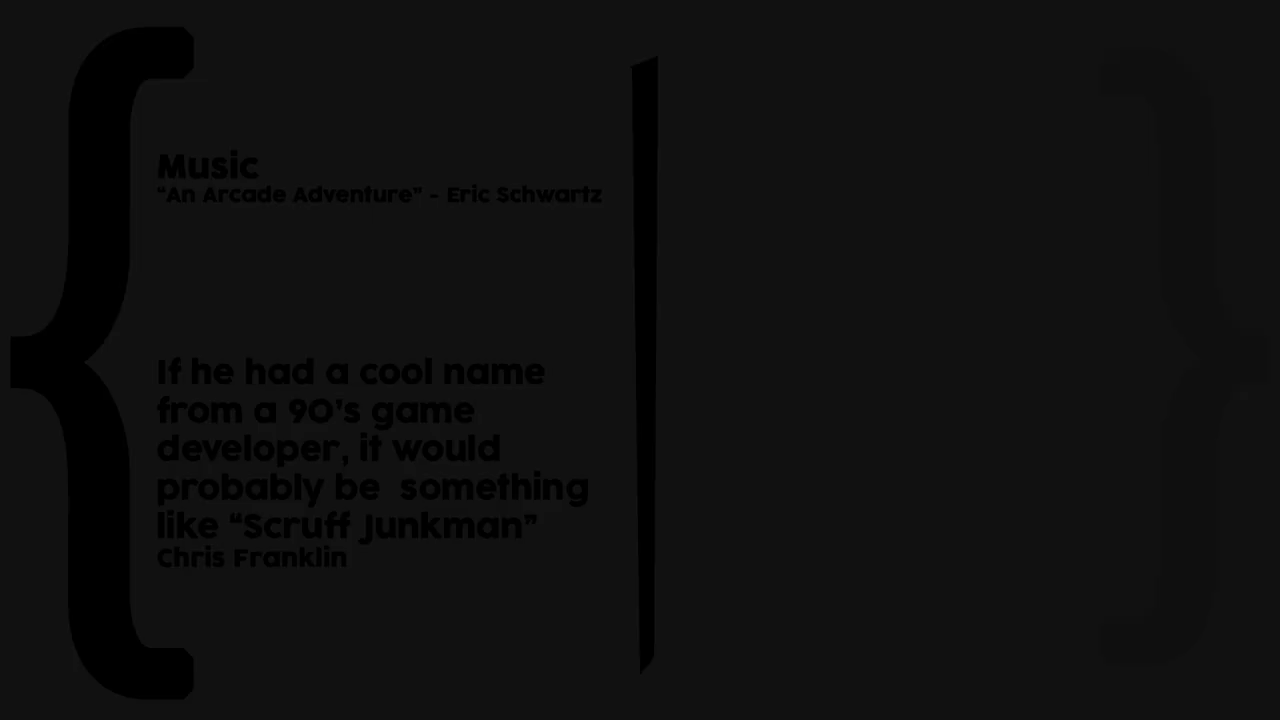 Music
“An Arcade Adventure” - Eric Schwartz
If he had a cool name
from a 90's game
developer, it would
probably be something
like “Scruff Junkman”
Chris Franklin